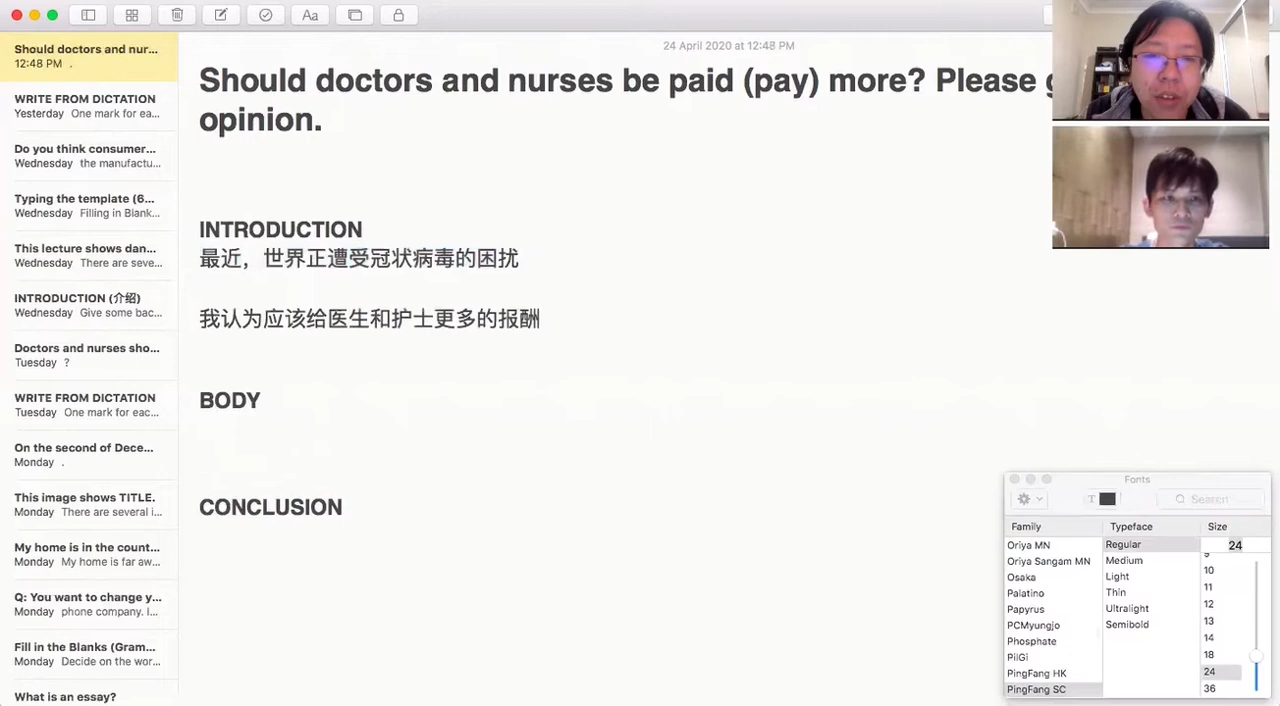 Aa
Should doctors and nur...
12:48 PM .
WRITE FROM DICTATION
Yesterday One mark for ea...
Do you think consumer...
Wednesday the manufactu...
Typing the template (6...
Wednesday Filling in Blank...
This lecture shows dan...
Wednesday There are seve...
INTRODUCTION (介绍)
Wednesday Give some bac...
Doctors and nurses sho...
Tuesday ?
WRITE FROM DICTATION
Tuesday One mark for eac...
On the second of Dece...
Monday .
This image shows TITLE.
Monday There are several i...
My home is in the count...
Monday My home is far aw...
Q: You want to change y...
Monday phone company. I...
Fill in the Blanks (Gram...
Monday Decide on the wor...
What is an essay?
24 April 2020 at 12:48 PM
Should doctors and nurses be paid (pay) more? Please
opinion.
INTRODUCTION
最近，世界正遭受冠状病毒的困扰
我认为应该给医生和护士更多的报酬
BODY
CONCLUSION
Fonts
T
Search
Family Typeface Size
Oriya MN Regular 24
Oriya Sangam MN Medium 9
Osaka Light 10
Palatino Thin 11
Papyrus Ultralight 12
PCMyungjo Semibold 13
Phosphate 14
PilGi 18
PingFang HK 24
PingFang SC 36